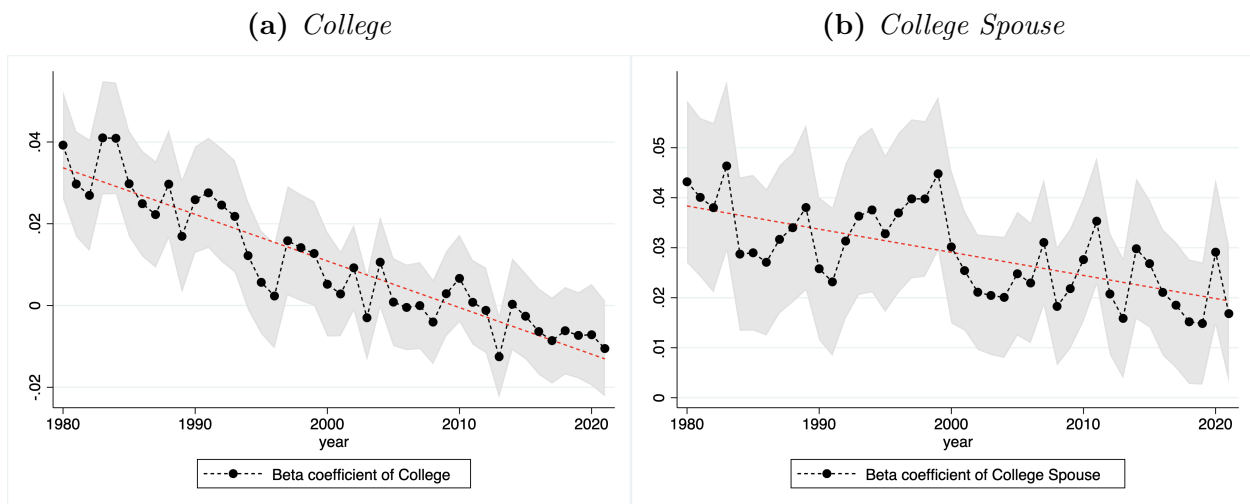 (a) College
.04
.02
0
-.02
1980 1990 2000 2010 2020
year
Beta coefficient of College
(b) College Spouse
.05
.04
.03
.02
.01
0
1980 1990 2000 2010 2020
year
Beta coefficient of College Spouse